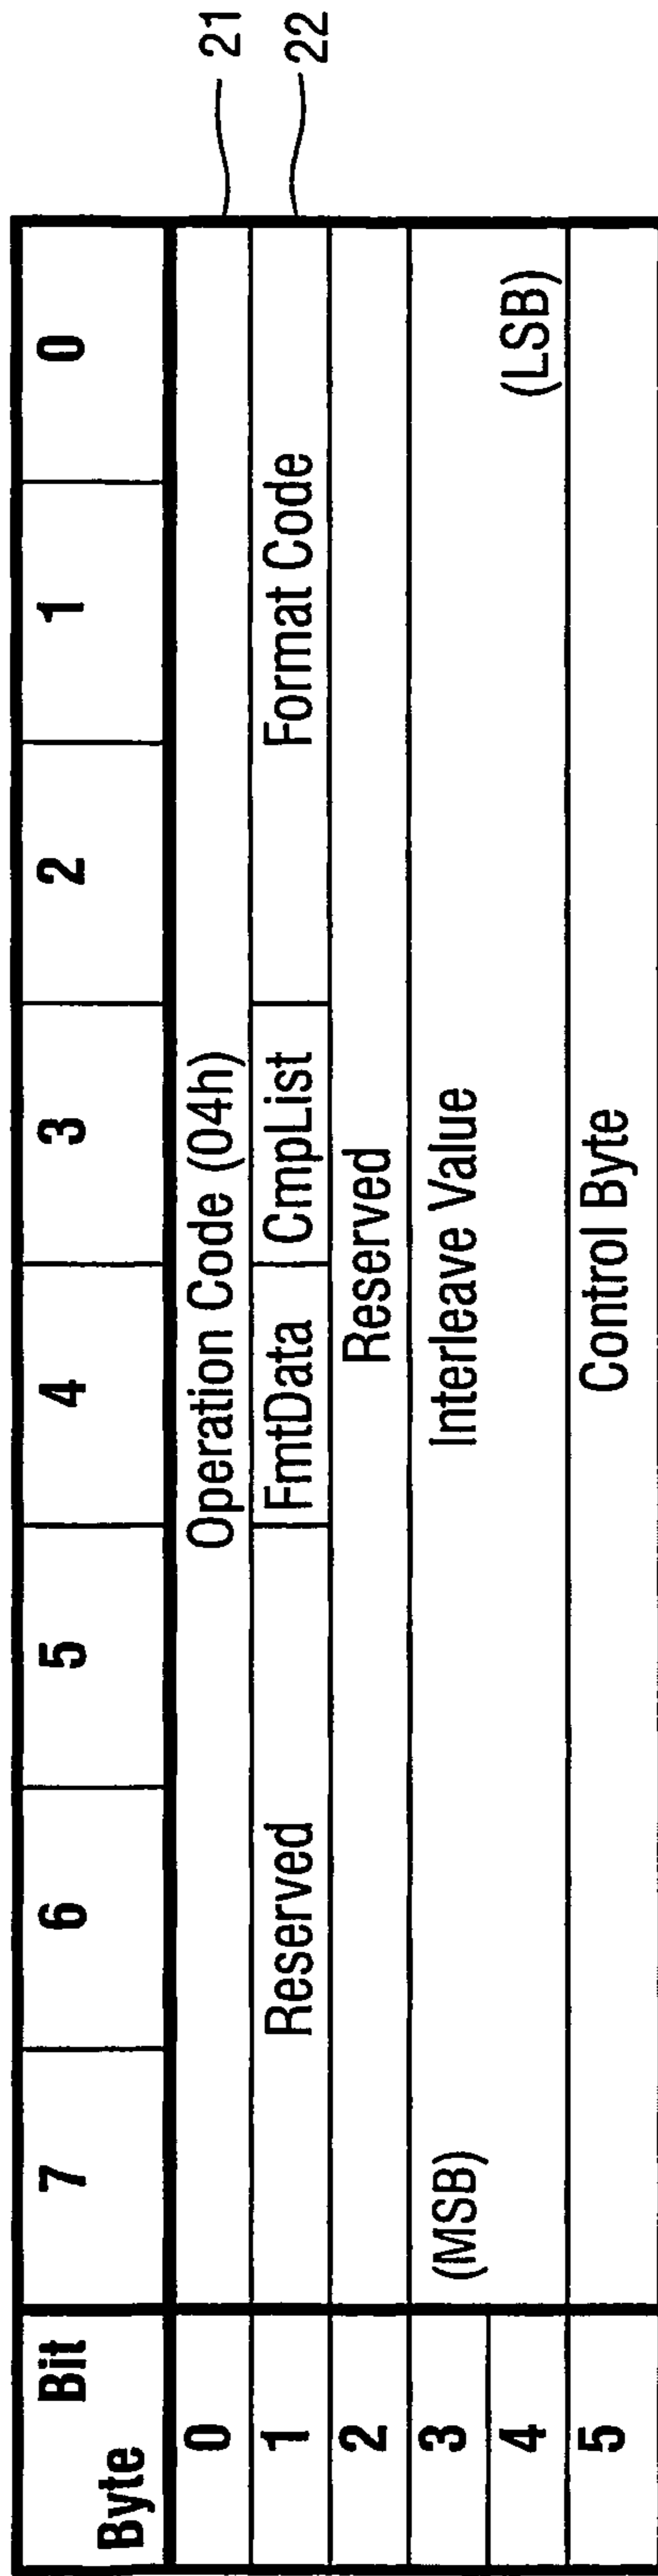 Bit 7 6 5 4 3 2 1 0
Byte
0 Operation Code (04h) 21
1 Reserved FmtData CmpList Format Code 22
2 Reserved
3 (MSB) Interleave Value
4 (LSB)
5 Control Byte